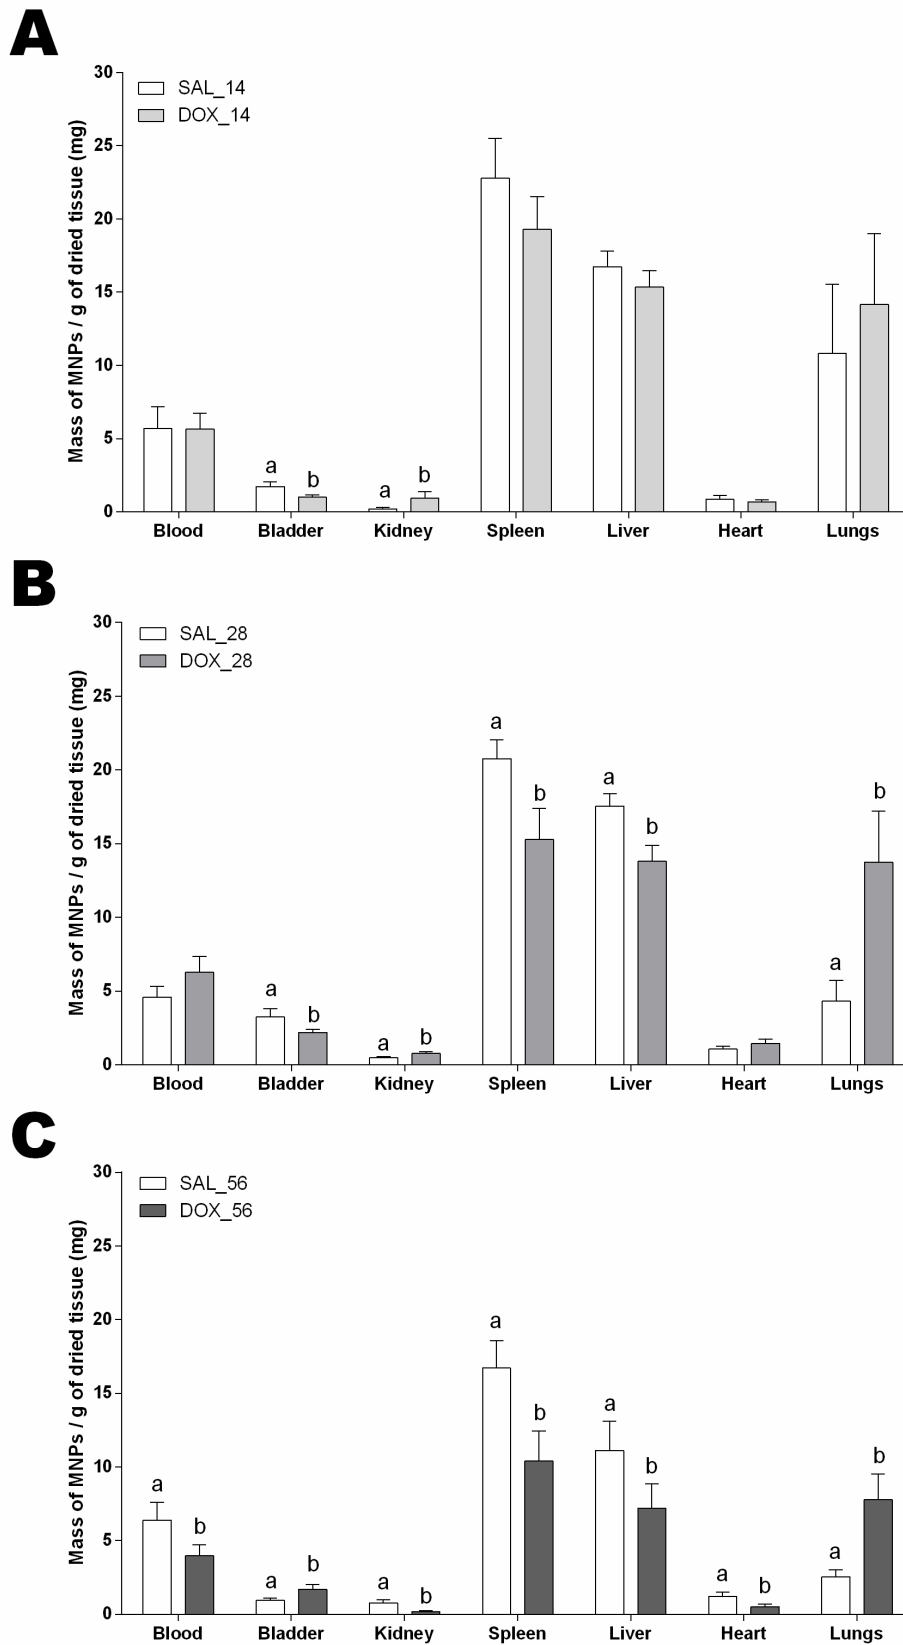 A
Mass of MNPs / g of dried tissue (mg)
30
25
20
15
10
5
0
SAL_14
DOX_14
a b a b
Blood Bladder Kidney Spleen Liver Heart Lungs
B
Mass of MNPs / g of dried tissue (mg)
30
25
20
15
10
5
0
SAL_28
DOX_28
a b a b a b a b a b
Blood Bladder Kidney Spleen Liver Heart Lungs
C
Mass of MNPs / g of dried tissue (mg)
30
25
20
15
10
5
0
SAL_56
DOX_56
a b a b a b a b a b a b a b
Blood Bladder Kidney Spleen Liver Heart Lungs